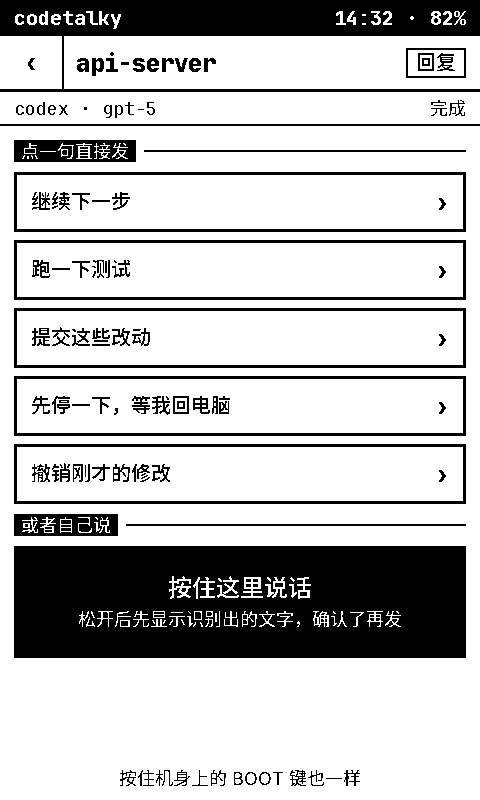 codetalky 14:32 · 82%
‹ api-server 回复
codex · gpt-5 完成
点一句直接发
继续下一步 ›
跑一下测试 ›
提交这些改动 ›
先停一下，等我回电脑 ›
撤销刚才的修改 ›
或者自己说
按住这里说话
松开后先显示识别出的文字，确认了再发
按住机身上的 BOOT 键也一样